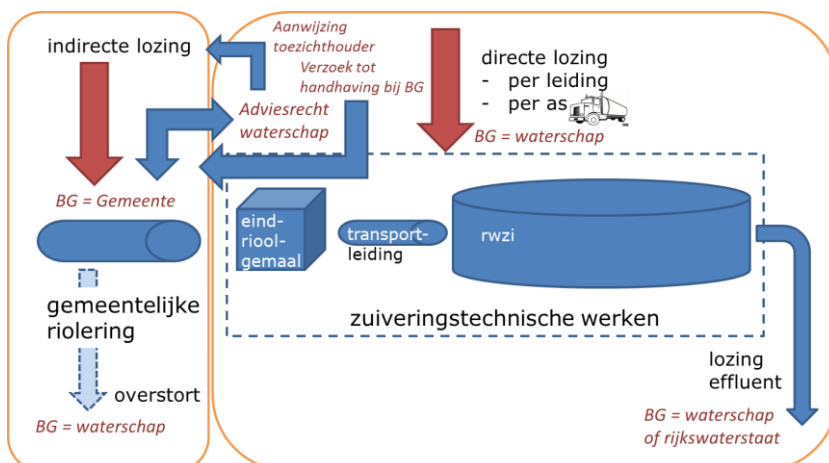 indirecte lozing
BG = Gemeente
gemeentelijke
riolering
overstort
BG = waterschap
Aanwijzing
toezichthouder
Verzoek tot
handhaving bij BG
Adviesrecht
waterschap
directe lozing
- per leiding
- per as
BG = waterschap
eind-
riool-
gemaal
transport-
leiding
rwzi
zuiveringstechnische werken
lozing
effluent
BG = waterschap
of rijkswaterstaat